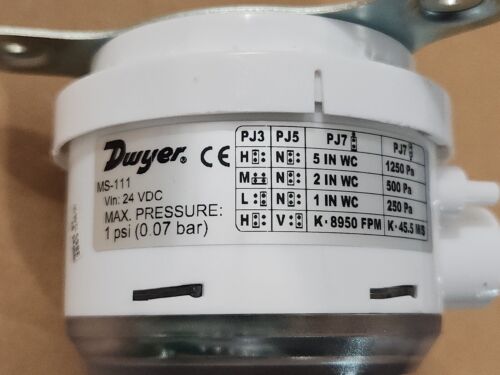 Dwyer® CE
MS-111
Vin: 24 VDC
MAX. PRESSURE:
1 psi (0.07 bar)
PJ3 PJ5 PJ7 PJ7
H N 5 IN WC 1250 Pa
M N 2 IN WC 500 Pa
L N 1 IN WC 250 Pa
H V K·8950 FPM K·45.5 M/S